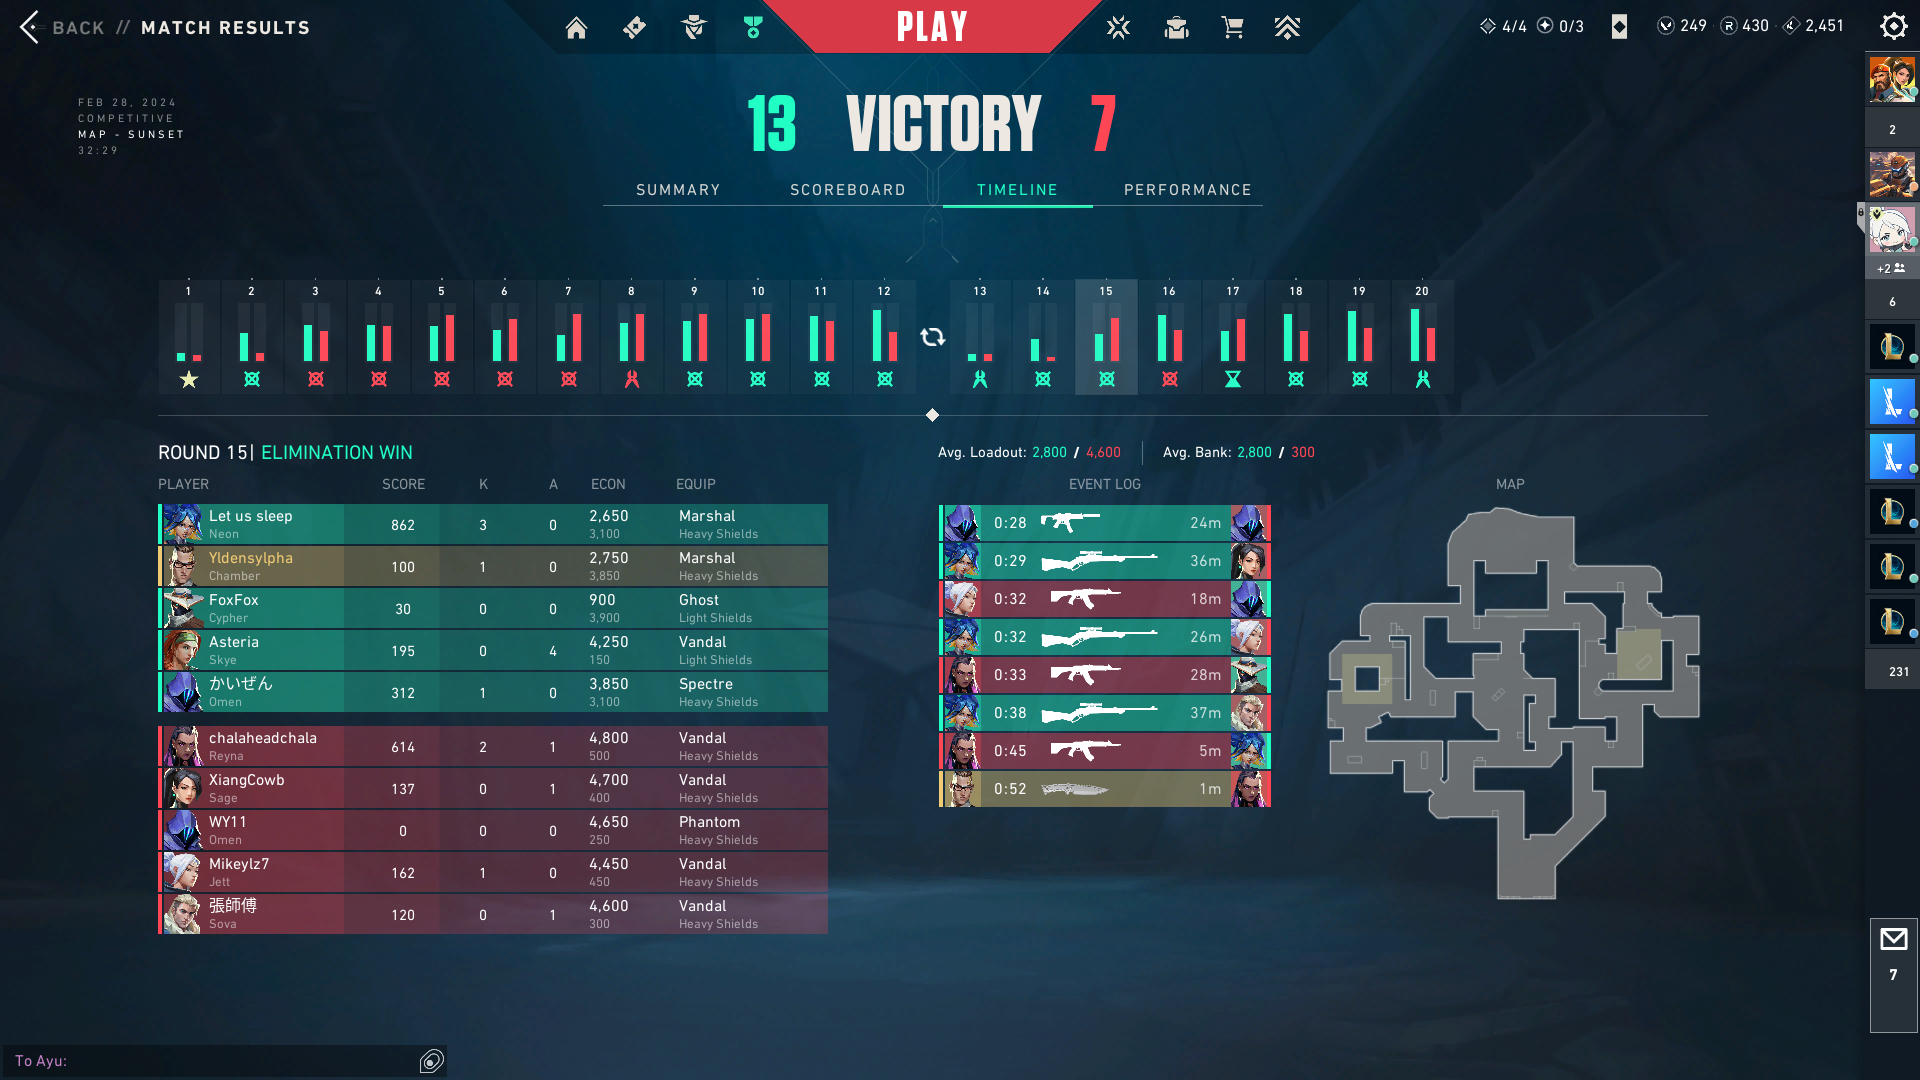 BACK // MATCH RESULTS
PLAY
4/4 0/3 249 430 2,451
FEB 28, 2024
COMPETITIVE
MAP - SUNSET
32:29
13 VICTORY 7
SUMMARY SCOREBOARD TIMELINE PERFORMANCE
1 2 3 4 5 6 7 8 9 10 11 12 13 14 15 16 17 18 19 20
ROUND 15| ELIMINATION WIN
Avg. Loadout: 2,800 / 4,600 Avg. Bank: 2,800 / 300
PLAYER SCORE K A ECON EQUIP
Let us sleep 862 3 0 2,650 Marshal
Neon 3,100 Heavy Shields
Yldensylpha 100 1 0 2,750 Marshal
Chamber 3,850 Heavy Shields
FoxFox 30 0 0 900 Ghost
Cypher 3,900 Light Shields
Asteria 195 0 4 4,250 Vandal
Skye 150 Light Shields
かいぜん 312 1 0 3,850 Spectre
Omen 3,100 Heavy Shields
chalaheadchala 614 2 1 4,800 Vandal
Reyna 500 Heavy Shields
XiangCowb 137 0 1 4,700 Vandal
Sage 400 Heavy Shields
WY11 0 0 0 4,650 Phantom
Omen 250 Heavy Shields
Mikeylz7 162 1 0 4,450 Vandal
Jett 450 Heavy Shields
張師傅 120 0 1 4,600 Vandal
Sova 300 Heavy Shields
EVENT LOG
0:28 24m
0:29 36m
0:32 18m
0:32 26m
0:33 28m
0:38 37m
0:45 5m
0:52 1m
MAP
2
+2
6
231
7
To Ayu: